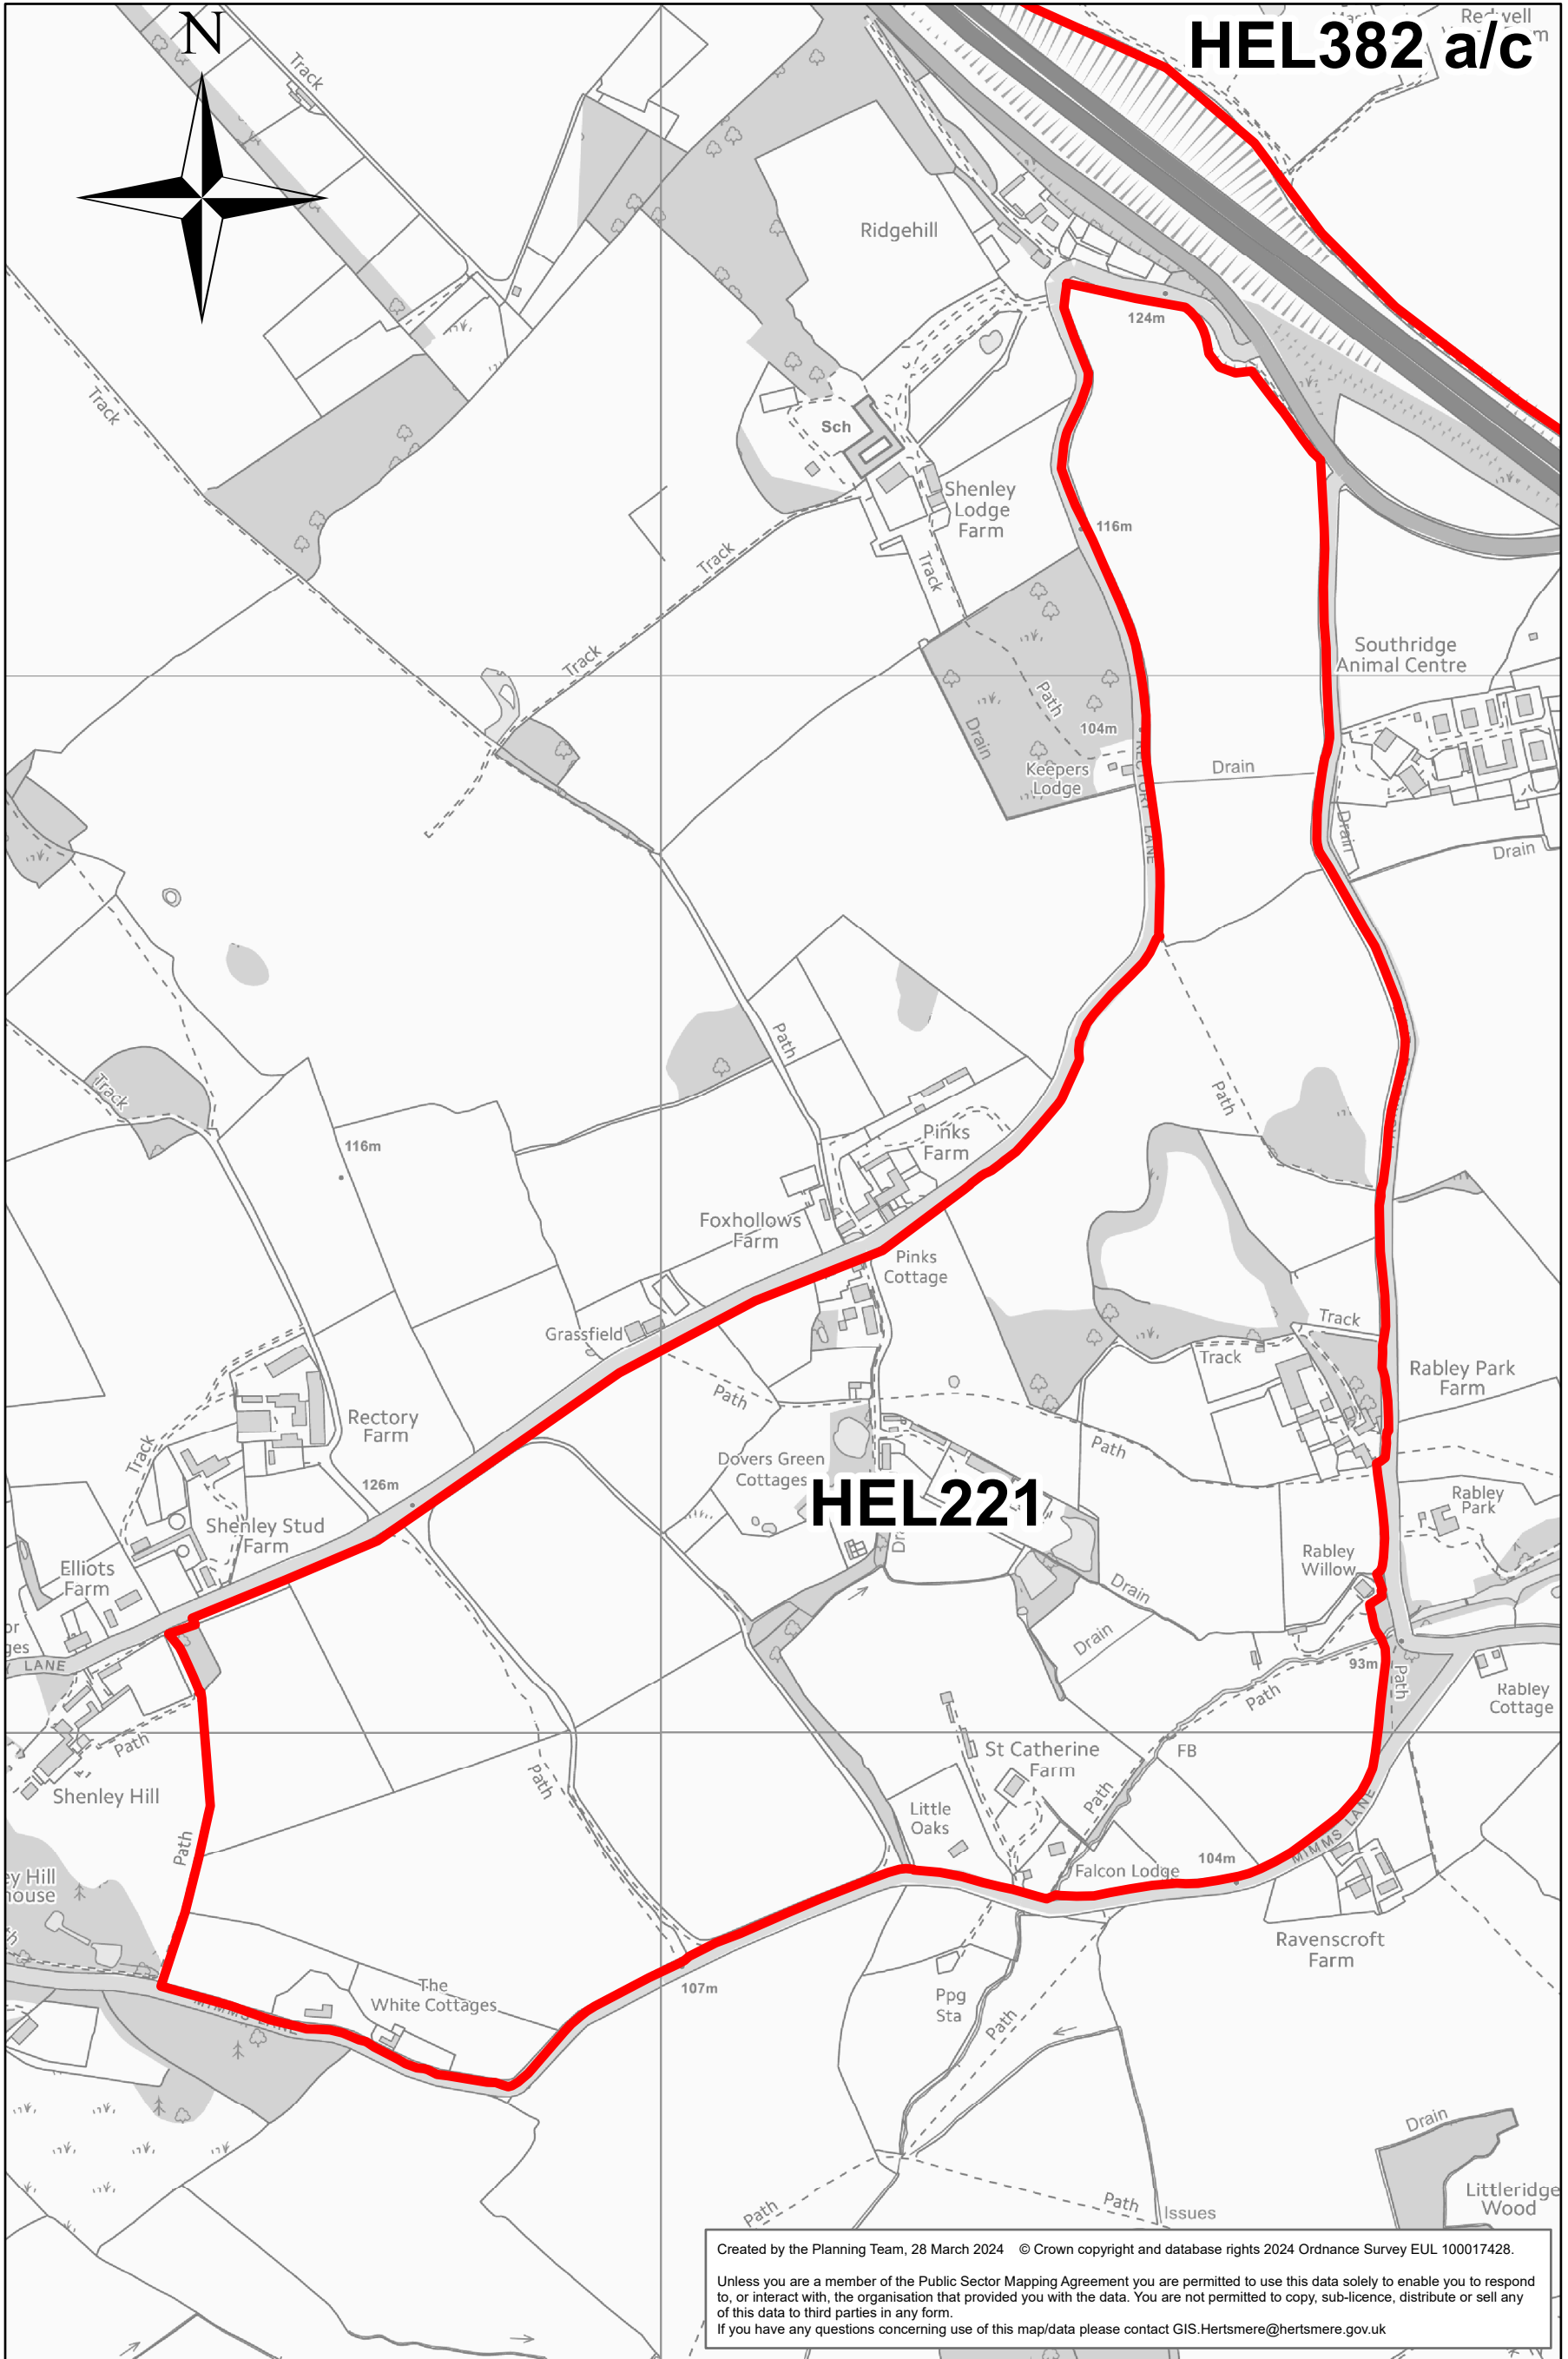 N
HEL382 a/c
Redwell
Track
Ridgehill
124m
Track
Sch
Shenley
Lodge
Farm
116m
Track
Track
Southridge
Animal Centre
Track
Path
Drain
104m
Keepers
Lodge
RECTORY LANE
Drain
Drain
Drain
Path
Track
Path
116m
Pinks
Farm
Foxhollows
Farm
Pinks
Cottage
Grassfield
Track
Track
Rabley Park
Farm
Path
Rectory
Farm
Track
Path
Dovers Green
Cottages
126m
HEL221
Rabley
Park
Shenley Stud
Farm
Elliots
Farm
Rabley
Willow
Drain
Drain
LANE
93m
Path
Path
Rabley
Cottage
Path
Shenley Hill
Path
St Catherine
Farm
FB
Path
Little
Oaks
MIMMS LANE
Path
Falcon Lodge
104m
ey Hill
house
Ravenscroft
Farm
107m
The
White Cottages
MIMMS LANE
Ppg
Sta
Path
Drain
Path
Path
Issues
Littleridge
Wood
Created by the Planning Team, 28 March 2024 © Crown copyright and database rights 2024 Ordnance Survey EUL 100017428.
Unless you are a member of the Public Sector Mapping Agreement you are permitted to use this data solely to enable you to respond
to, or interact with, the organisation that provided you with the data. You are not permitted to copy, sub-licence, distribute or sell any
of this data to third parties in any form.
If you have any questions concerning use of this map/data please contact GIS.Hertsmere@hertsmere.gov.uk